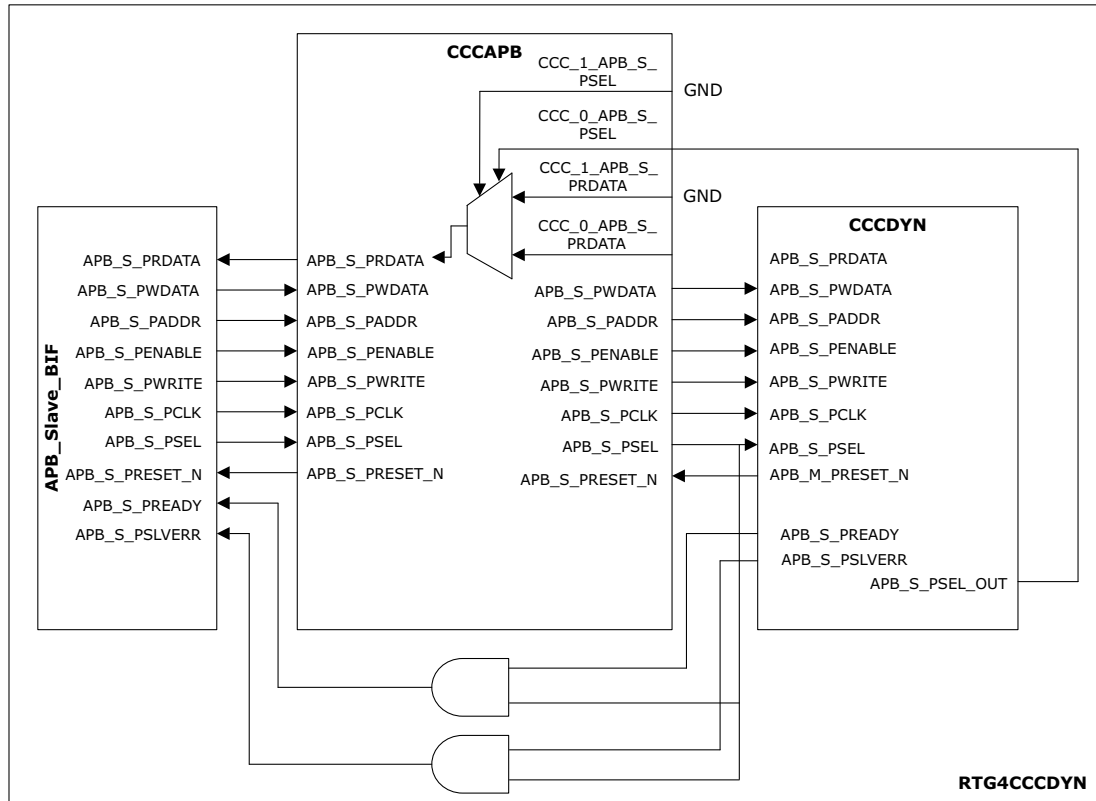 CCCAPB
CCC_1_APB_S_
PSEL
GND
CCC_0_APB_S_
PSEL
CCC_1_APB_S_
PRDATA
GND
CCC_0_APB_S_
PRDATA
APB_Slave_BIF
APB_S_PRDATA
APB_S_PWDATA
APB_S_PADDR
APB_S_PENABLE
APB_S_PWRITE
APB_S_PCLK
APB_S_PSEL
APB_S_PRESET_N
APB_S_PREADY
APB_S_PSLVERR
APB_S_PRDATA
APB_S_PWDATA
APB_S_PADDR
APB_S_PENABLE
APB_S_PWRITE
APB_S_PCLK
APB_S_PSEL
APB_S_PRESET_N
APB_S_PWDATA
APB_S_PADDR
APB_S_PENABLE
APB_S_PWRITE
APB_S_PCLK
APB_S_PSEL
APB_S_PRESET_N
CCCDYN
APB_S_PRDATA
APB_S_PWDATA
APB_S_PADDR
APB_S_PENABLE
APB_S_PWRITE
APB_S_PCLK
APB_S_PSEL
APB_M_PRESET_N
APB_S_PREADY
APB_S_PSLVERR
APB_S_PSEL_OUT
RTG4CCCDYN